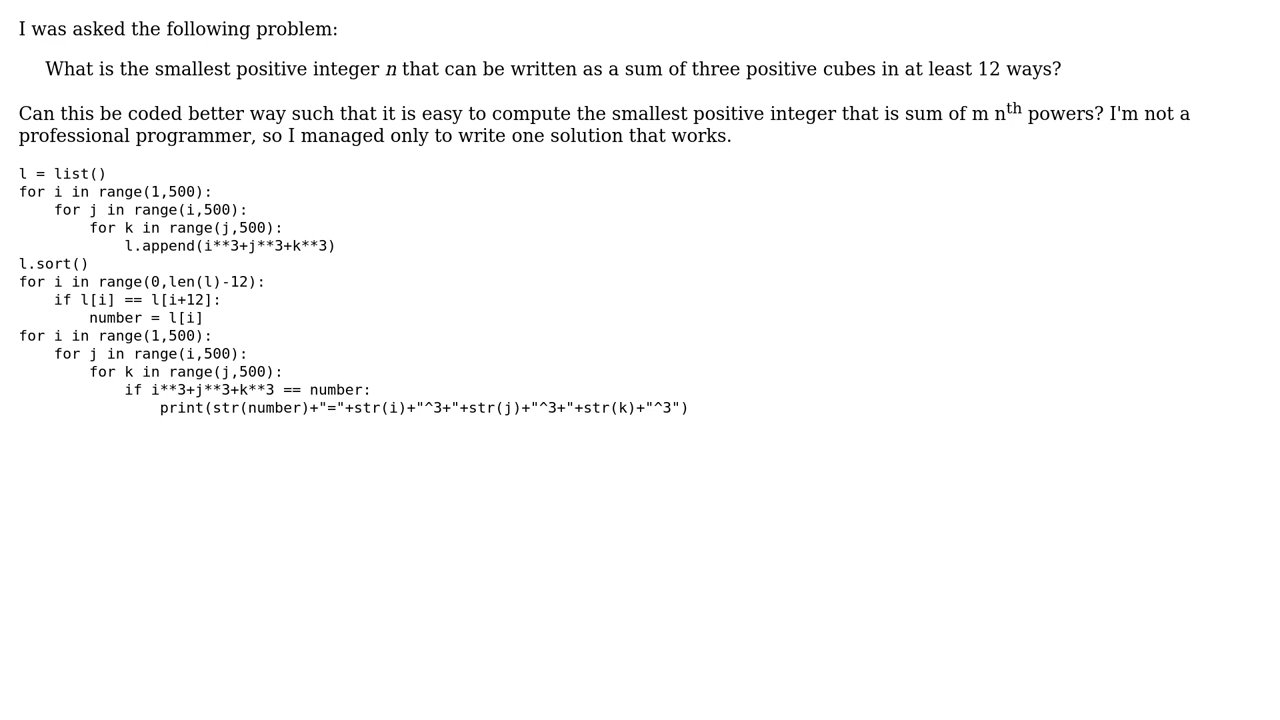 I was asked the following problem:
What is the smallest positive integer n that can be written as a sum of three positive cubes in at least 12 ways?
Can this be coded better way such that it is easy to compute the smallest positive integer that is sum of m nth powers? I'm not a
professional programmer, so I managed only to write one solution that works.
l = list()
for i in range(1,500):
    for j in range(i,500):
        for k in range(j,500):
            l.append(i**3+j**3+k**3)
l.sort()
for i in range(0,len(l)-12):
    if l[i] == l[i+12]:
        number = l[i]
for i in range(1,500):
    for j in range(i,500):
        for k in range(j,500):
            if i**3+j**3+k**3 == number:
                print(str(number)+"="+str(i)+"^3+"+str(j)+"^3+"+str(k)+"^3")